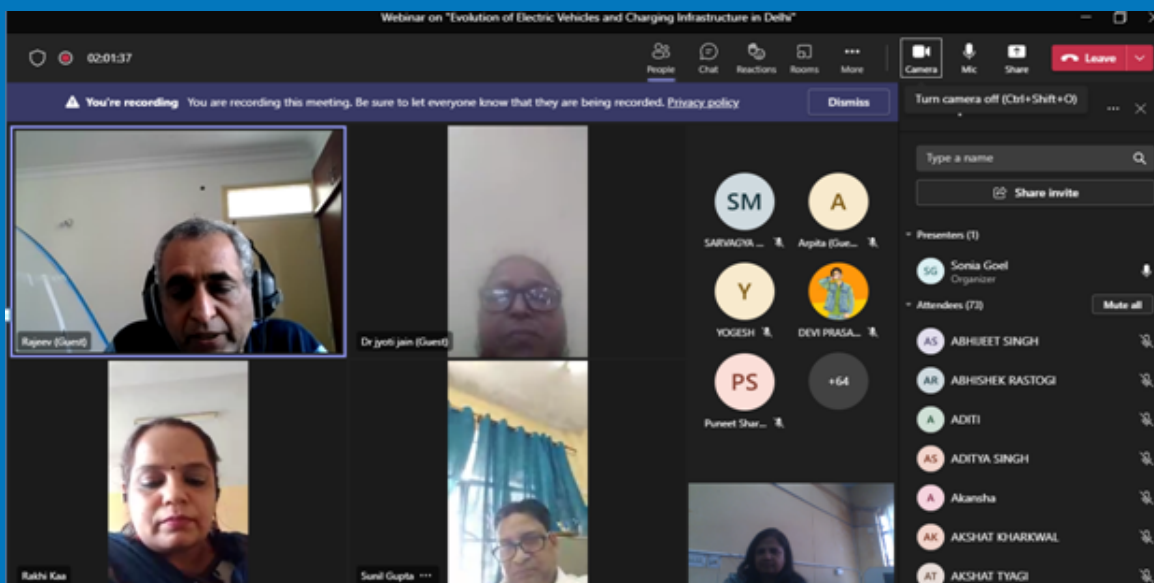 Webinar on "Evolution of Electric Vehicles and Charging Infrastructure in Delhi"
02:01:37
People Chat Reactions Rooms More Camera Mic Share Leave
You're recording You are recording this meeting. Be sure to let everyone know that they are being recorded. Privacy policy Dismiss
Turn camera off (Ctrl+Shift+O)
Type a name
Share invite
Presenters (1)
SG Sonia Goel
Organizer
Attendees (73)
Mute all
AS ABHIJEET SINGH
AR ABHISHEK RASTOGI
A ADITI
AS ADITYA SINGH
A Akansha
AK AKSHAT KHARKWAL
AT AKSHAT TYAGI
SM A
SARVAGYA ... Arpita (Gue...
Y
YOGESH DEVI PRASA...
PS +64
Puneet Shar...
Rajeev (Guest) Dr jyoti jain (Guest)
Rakhi Kaa Sunil Gupta ...